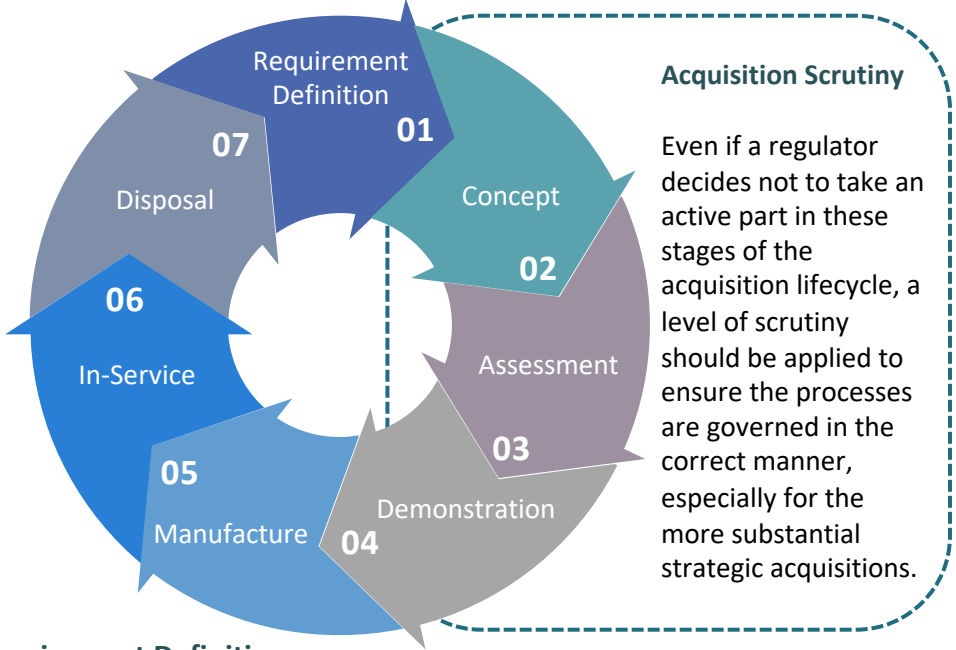 Requirement
Definition
01
Concept
02
Assessment
03
Demonstration
04
Manufacture
05
In-Service
06
Disposal
07
Acquisition Scrutiny
Even if a regulator
decides not to take an
active part in these
stages of the
acquisition lifecycle, a
level of scrutiny
should be applied to
ensure the processes
are governed in the
correct manner,
especially for the
more substantial
strategic acquisitions.